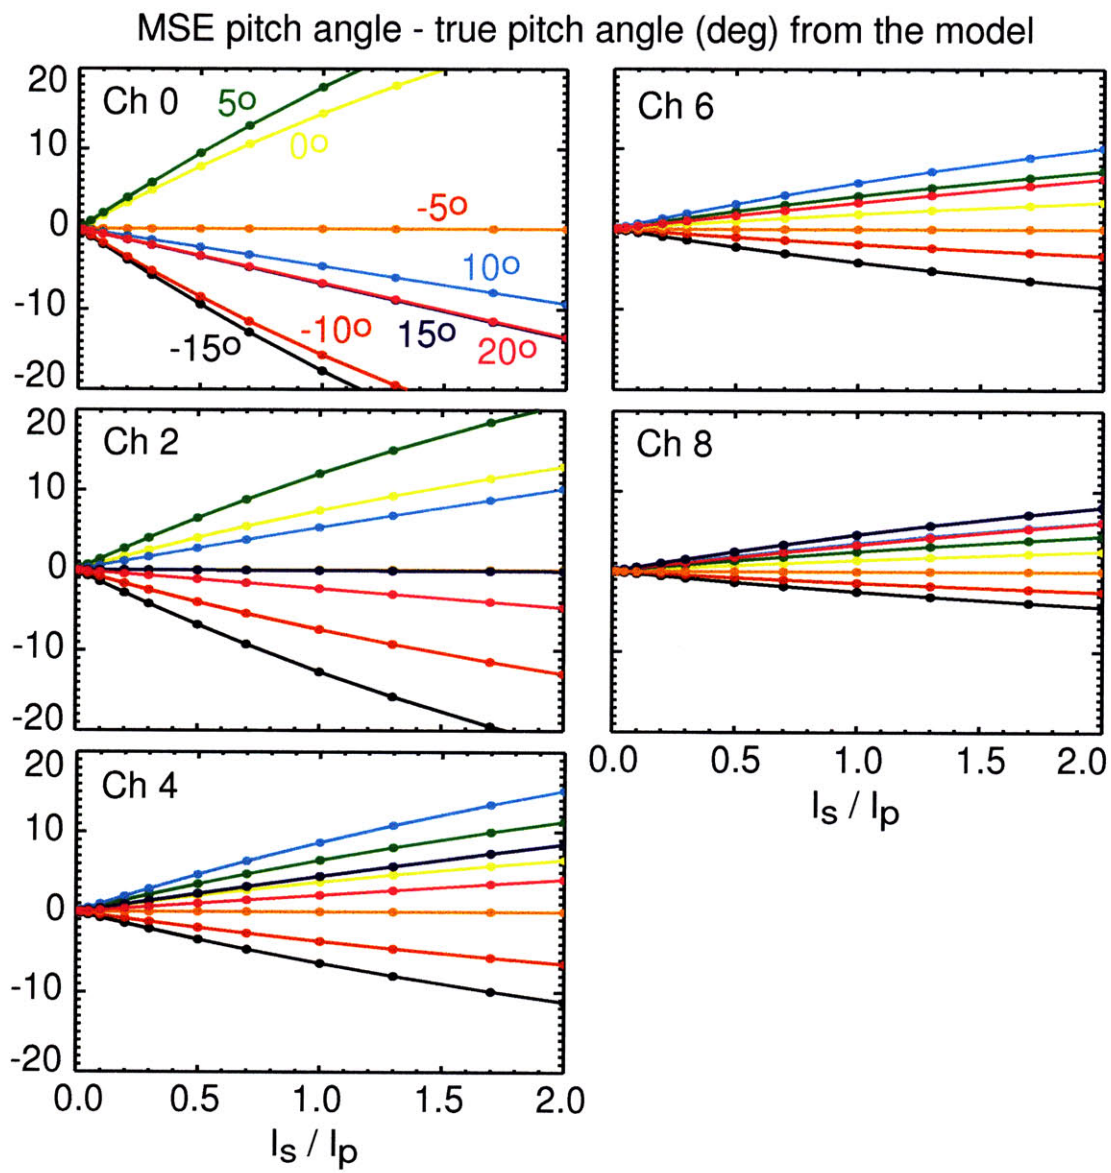 MSE pitch angle - true pitch angle (deg) from the model
Ch 0
5o
0o
-5o
10o
-10o
15o
20o
-15o
20
10
0
-10
-20
Ch 6
Ch 2
20
10
0
-10
-20
Ch 8
0.0 0.5 1.0 1.5 2.0
Is / Ip
Ch 4
20
10
0
-10
-20
0.0 0.5 1.0 1.5 2.0
Is / Ip